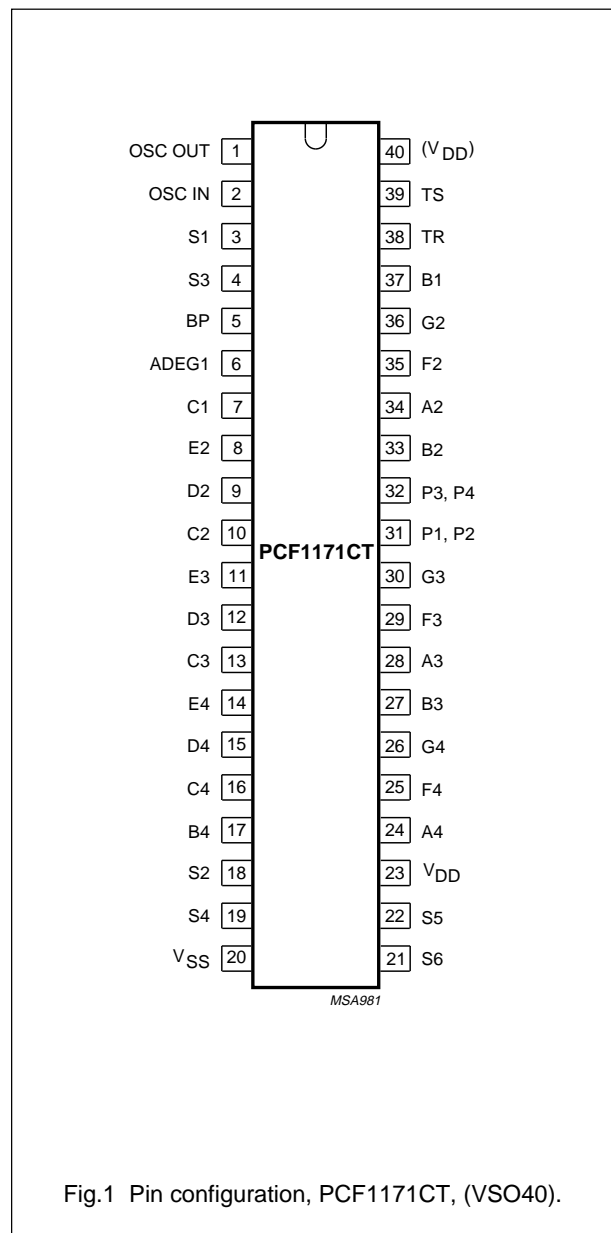 OSC OUT 1 40 (VDD)
OSC IN 2 39 TS
S1 3 38 TR
S3 4 37 B1
BP 5 36 G2
ADEG1 6 35 F2
C1 7 34 A2
E2 8 33 B2
D2 9 32 P3, P4
C2 10 31 P1, P2
PCF1171CT
E3 11 30 G3
D3 12 29 F3
C3 13 28 A3
E4 14 27 B3
D4 15 26 G4
C4 16 25 F4
B4 17 24 A4
S2 18 23 VDD
S4 19 22 S5
VSS 20 21 S6
MSA981
Fig.1 Pin configuration, PCF1171CT, (VSO40).